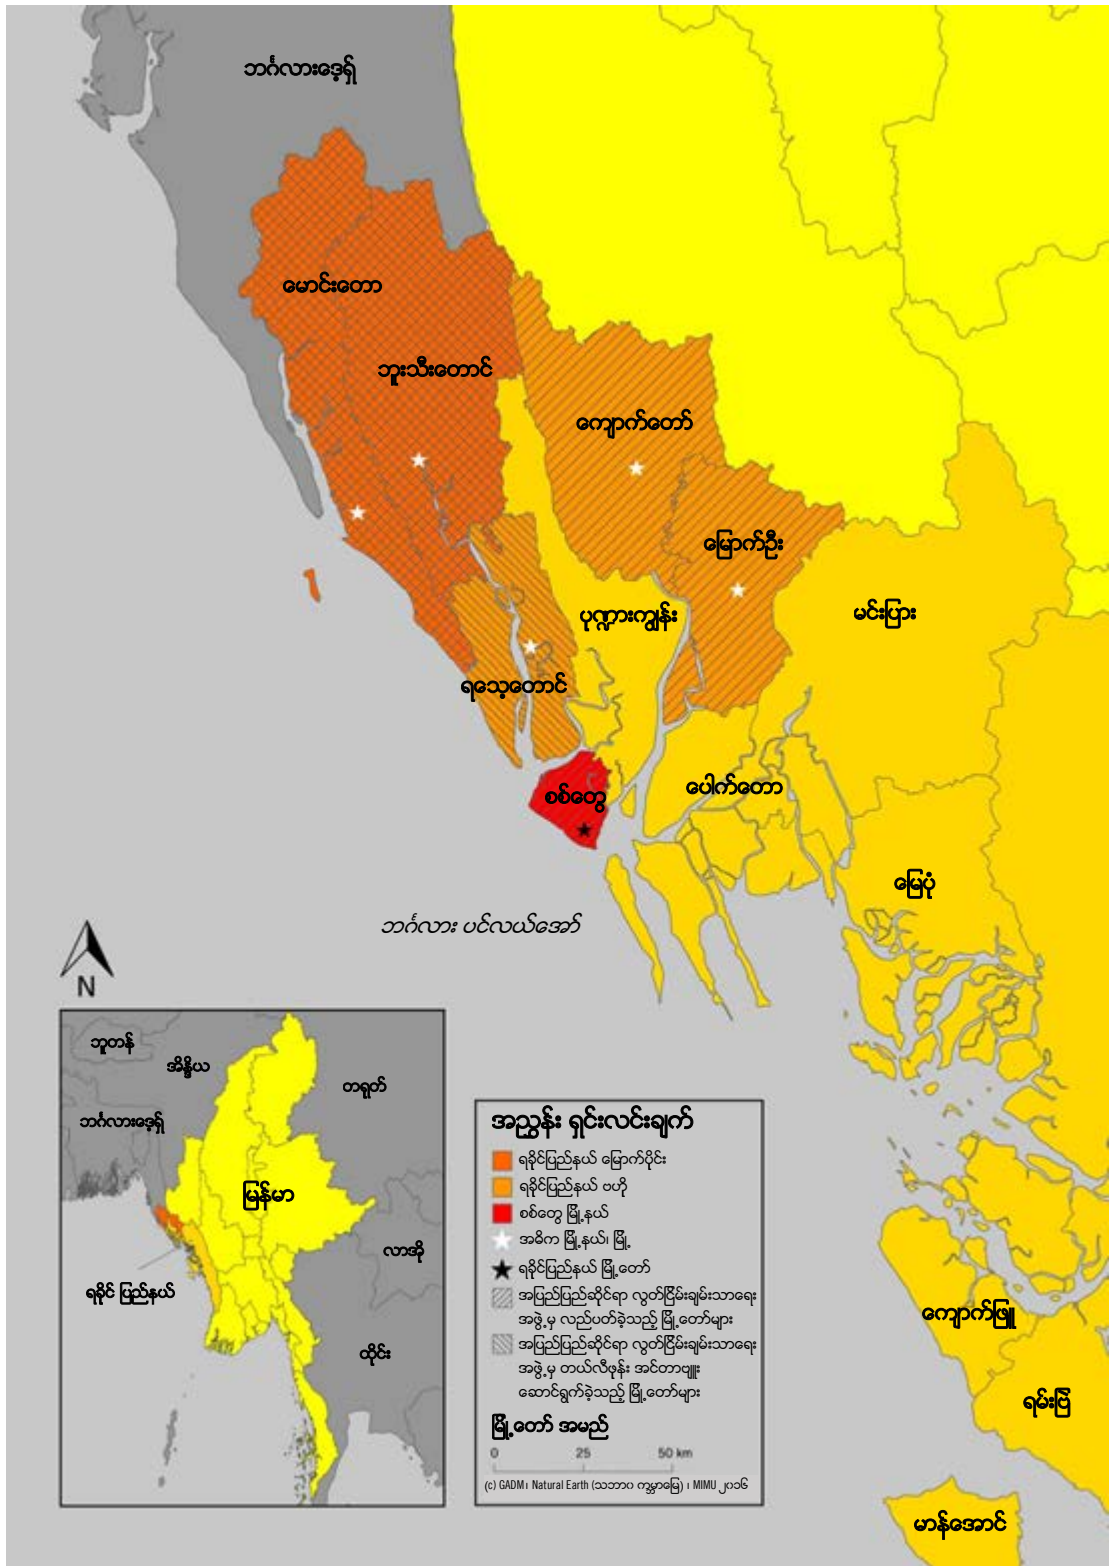 ဘင်္ဂလားဒေ့ရှ်
မောင်းတော
ဘူးသီးတောင်
ကျောက်တော်
မြောက်ဦး
ပုဏ္ဏားကျွန်း
မင်းပြား
ရသေ့တောင်
စစ်တွေ
ပေါက်တော
မြေပုံ
ဘင်္ဂလား ပင်လယ်အော်
N
ဘူတန်
အိန္ဒိယ
တရုတ်
ဘင်္ဂလားဒေ့ရှ်
မြန်မာ
လာအို
ရခိုင် ပြည်နယ်
ထိုင်း
အညွှန်း ရှင်းလင်းချက်
ရခိုင်ပြည်နယ် မြောက်ပိုင်း
ရခိုင်ပြည်နယ် ဗဟို
စစ်တွေ မြို့နယ်
အဓိက မြို့နယ်၊ မြို့
ရခိုင်ပြည်နယ် မြို့တော်
အပြည်ပြည်ဆိုင်ရာ လွတ်ငြိမ်းချမ်းသာရေး
အဖွဲ့မှ လည်ပတ်ခဲ့သည့် မြို့တော်များ
အပြည်ပြည်ဆိုင်ရာ လွတ်ငြိမ်းချမ်းသာရေး
အဖွဲ့မှ တယ်လီဖုန်း အင်တာဗျူး
ဆောင်ရွက်ခဲ့သည့် မြို့တော်များ
မြို့တော် အမည်
0 25 50 km
(c) GADM၊ Natural Earth (သဘာဝ ကမ္ဘာမြေ) ၊ MIMU ၂၀၁၆
ကျောက်ဖြူ
ရမ်းဗြဲ
မာန်အောင်